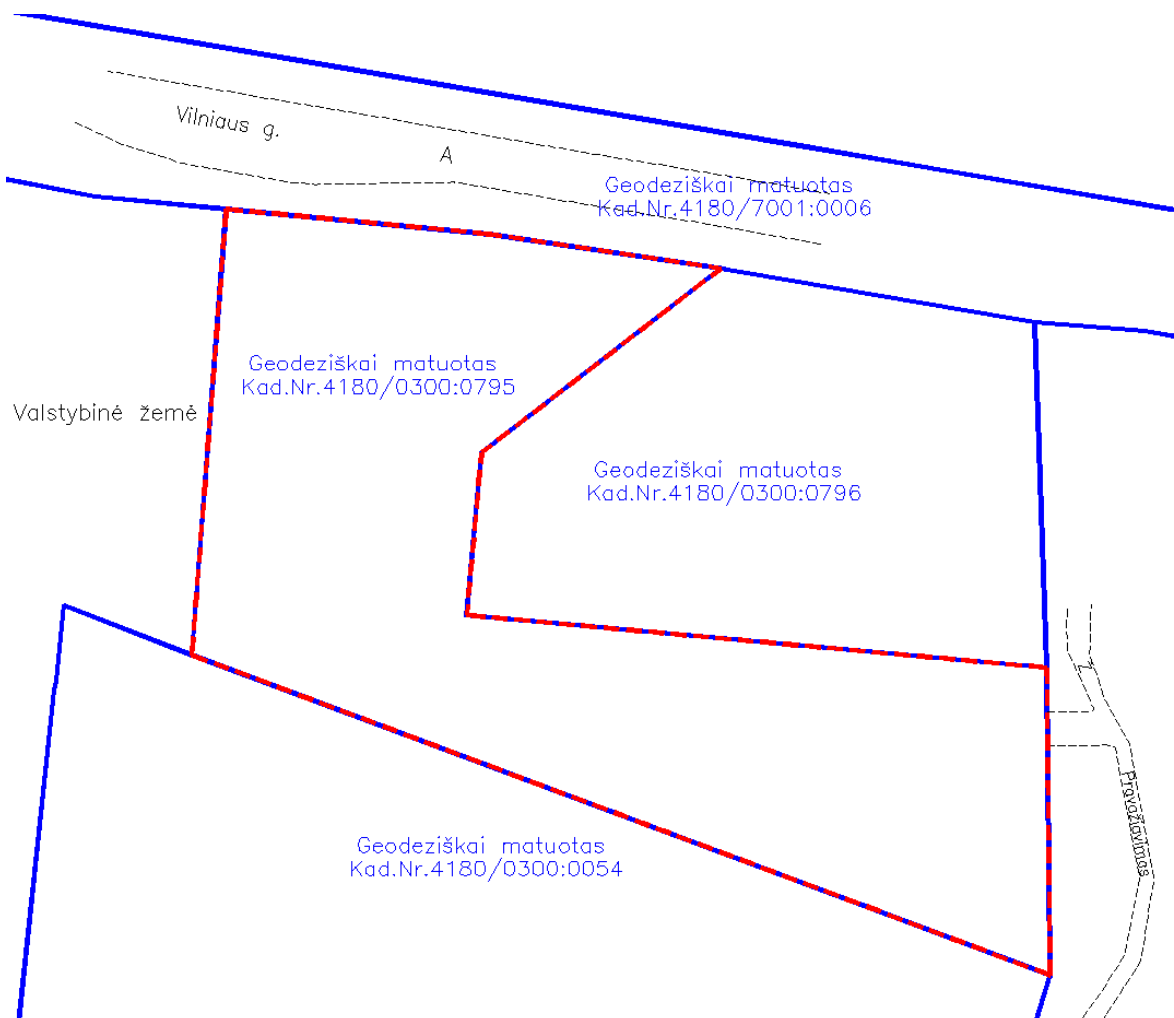 Vilniaus g.
A
Geodeziškai matuotas
Kad.Nr.4180/7001:0006
Geodeziškai matuotas
Kad.Nr.4180/0300:0795
Valstybinė žemė
Geodeziškai matuotas
Kad.Nr.4180/0300:0796
Pravažiavimas
Geodeziškai matuotas
Kad.Nr.4180/0300:0054